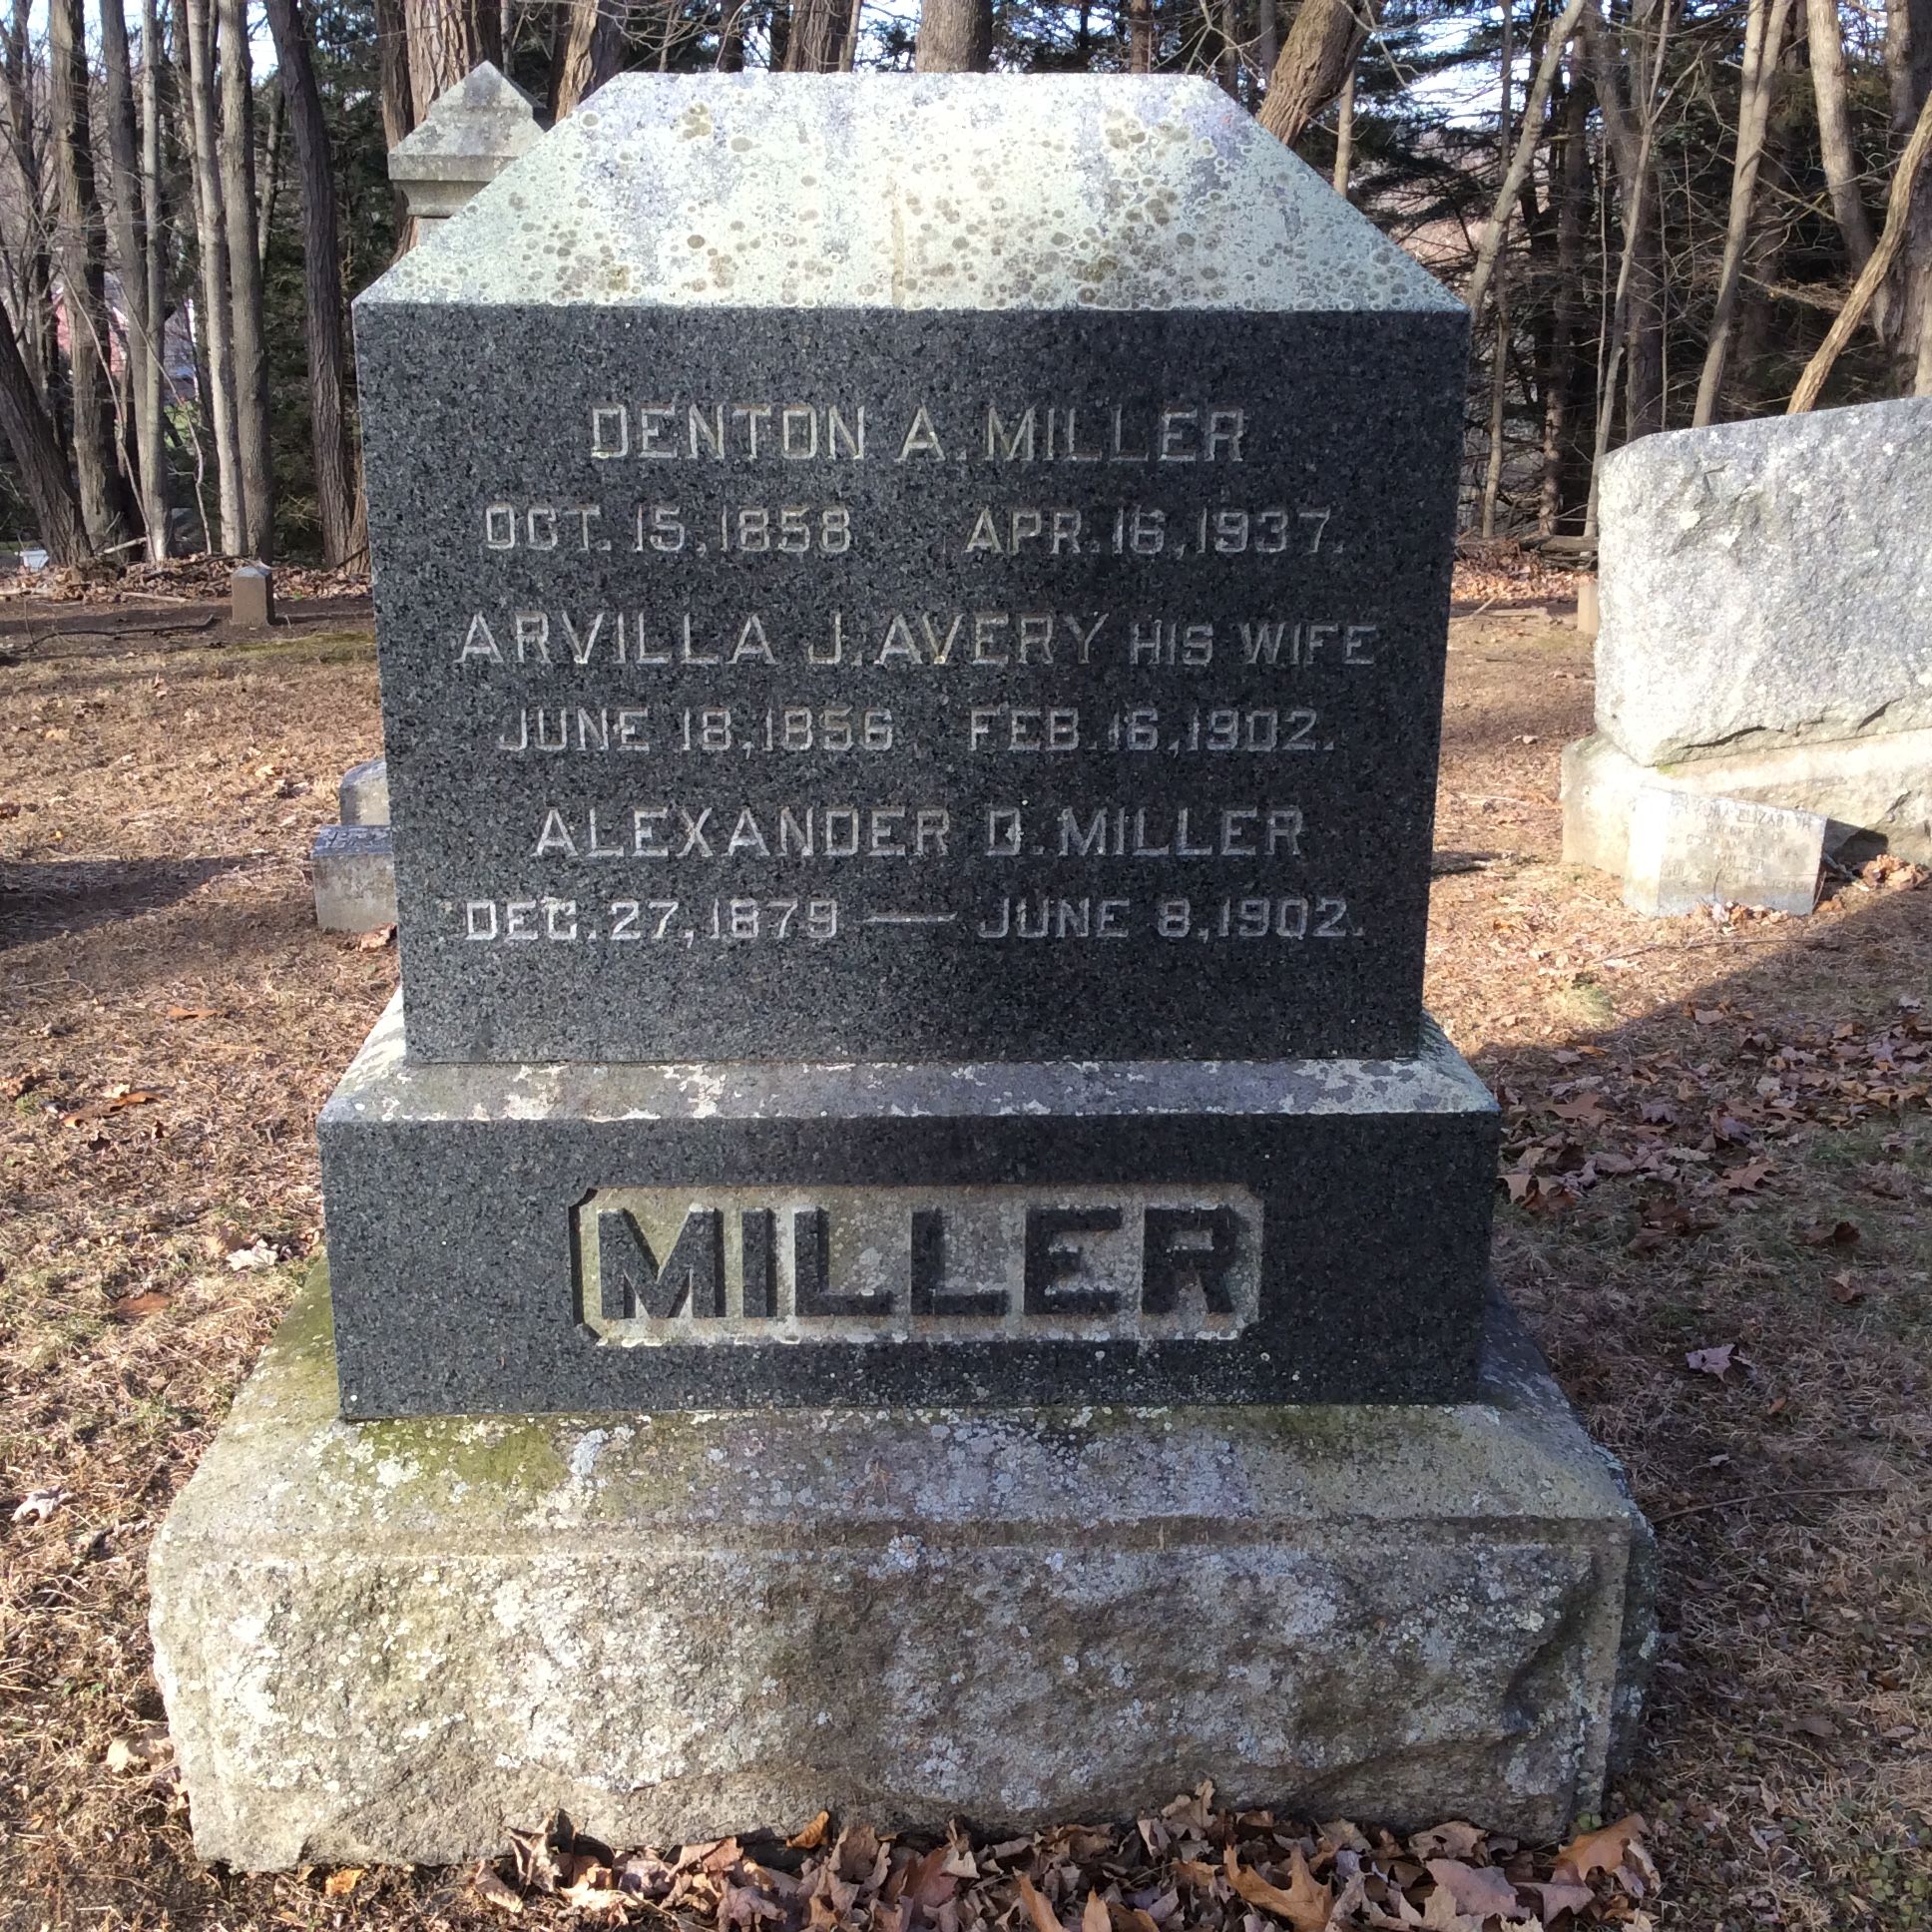 DENTON A. MILLER
OCT. 15, 1858 APR. 16, 1937.
ARVILLA J. AVERY HIS WIFE
JUNE 18, 1856 FEB. 16, 1902.
ALEXANDER D. MILLER
DEC. 27, 1879 — JUNE 8, 1902.
MILLER